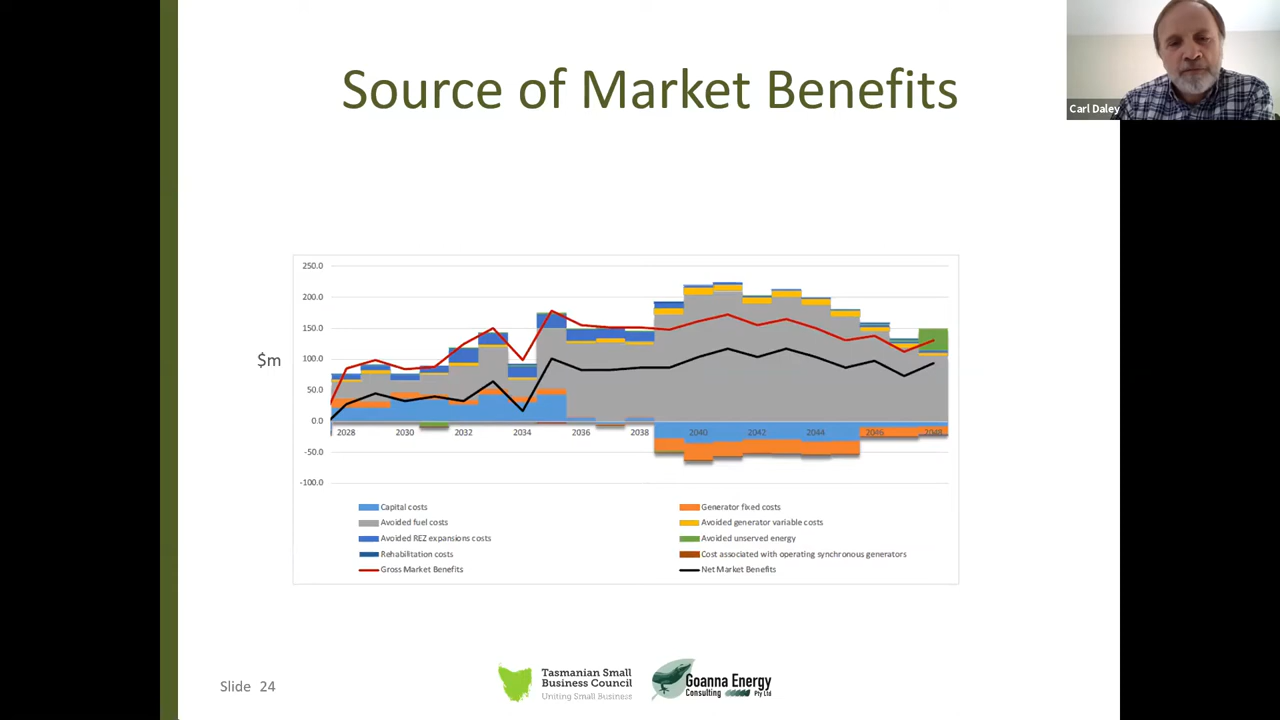 Source of Market Benefits
Carl Daley
$m
250.0
200.0
150.0
100.0
50.0
0.0
-50.0
-100.0
2028 2030 2032 2034 2036 2038 2040 2042 2044 2046 2048
Capital costs
Generator fixed costs
Avoided fuel costs
Avoided generator variable costs
Avoided REZ expansions costs
Avoided unserved energy
Rehabilitation costs
Cost associated with operating synchronous generators
Gross Market Benefits
Net Market Benefits
Slide 24
Tasmanian Small
Business Council
Uniting Small Business
Goanna Energy
Consulting Pty Ltd